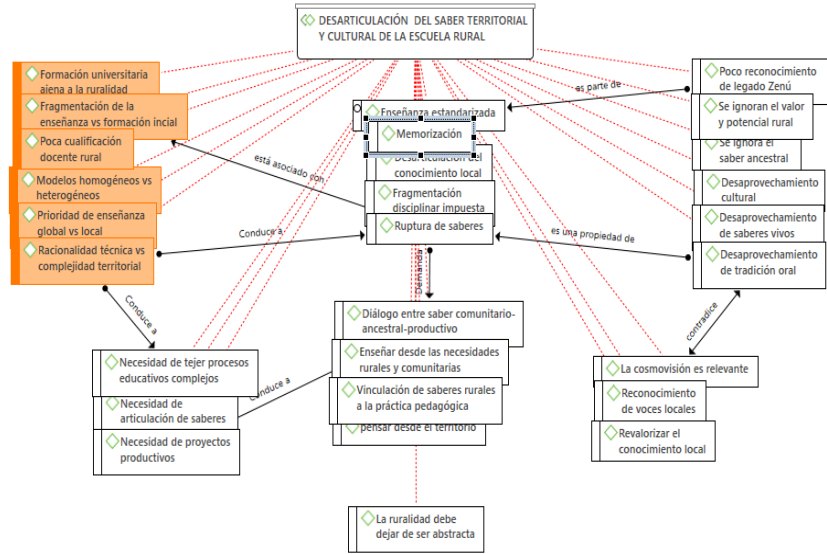 DESARTICULACIÓN DEL SABER TERRITORIAL
Y CULTURAL DE LA ESCUELA RURAL
Formación universitaria
ajena a la ruralidad
Fragmentación de la
enseñanza vs formación incial
Poca cualificación
docente rural
Modelos homogéneos vs
heterogéneos
Prioridad de enseñanza
global vs local
Racionalidad técnica vs
complejidad territorial
está asociado con
Conduce a
Conduce a
Enseñanza estandarizada
Memorización
Desarticulación del
conocimiento local
Fragmentación
disciplinar impuesta
Ruptura de saberes
es parte de
es una propiedad de
Demanda
contradice
Poco reconocimiento
de legado Zenú
Se ignoran el valor
y potencial rural
Se ignora el
saber ancestral
Desaprovechamiento
cultural
Desaprovechamiento
de saberes vivos
Desaprovechamiento
de tradición oral
Necesidad de tejer procesos
educativos complejos
Necesidad de
articulación de saberes
Necesidad de proyectos
productivos
Conduce a
Diálogo entre saber comunitario-
ancestral-productivo
Enseñar desde las necesidades
rurales y comunitarias
Vinculación de saberes rurales
a la práctica pedagógica
pensar desde el territorio
La cosmovisión es relevante
Reconocimiento
de voces locales
Revalorizar el
conocimiento local
La ruralidad debe
dejar de ser abstracta